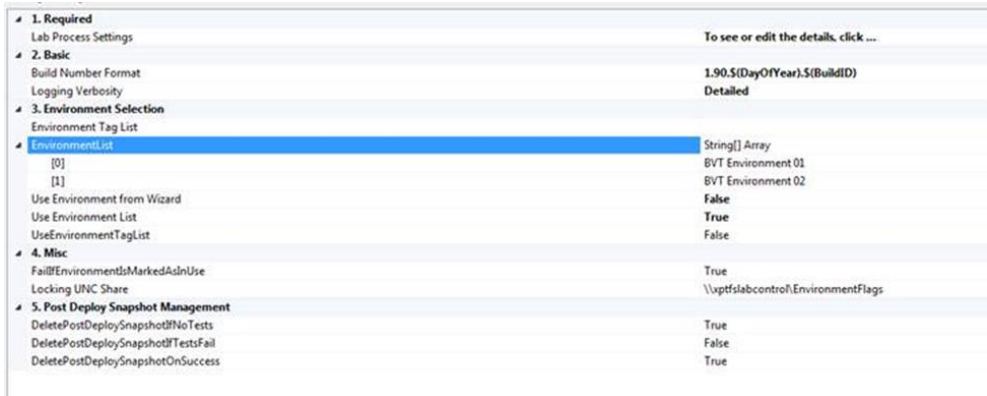 1. Required
Lab Process Settings To see or edit the details, click ...
2. Basic
Build Number Format 1.90.$(DayOfYear).$(BuildID)
Logging Verbosity Detailed
3. Environment Selection
Environment Tag List
EnvironmentList String[] Array
[0] BVT Environment 01
[1] BVT Environment 02
Use Environment from Wizard False
Use Environment List True
UseEnvironmentTagList False
4. Misc
FailIfEnvironmentIsMarkedAsInUse True
Locking UNC Share \\xptfslabcontrol\EnvironmentFlags
5. Post Deploy Snapshot Management
DeletePostDeploySnapshotIfNoTests True
DeletePostDeploySnapshotIfTestsFail False
DeletePostDeploySnapshotOnSuccess True